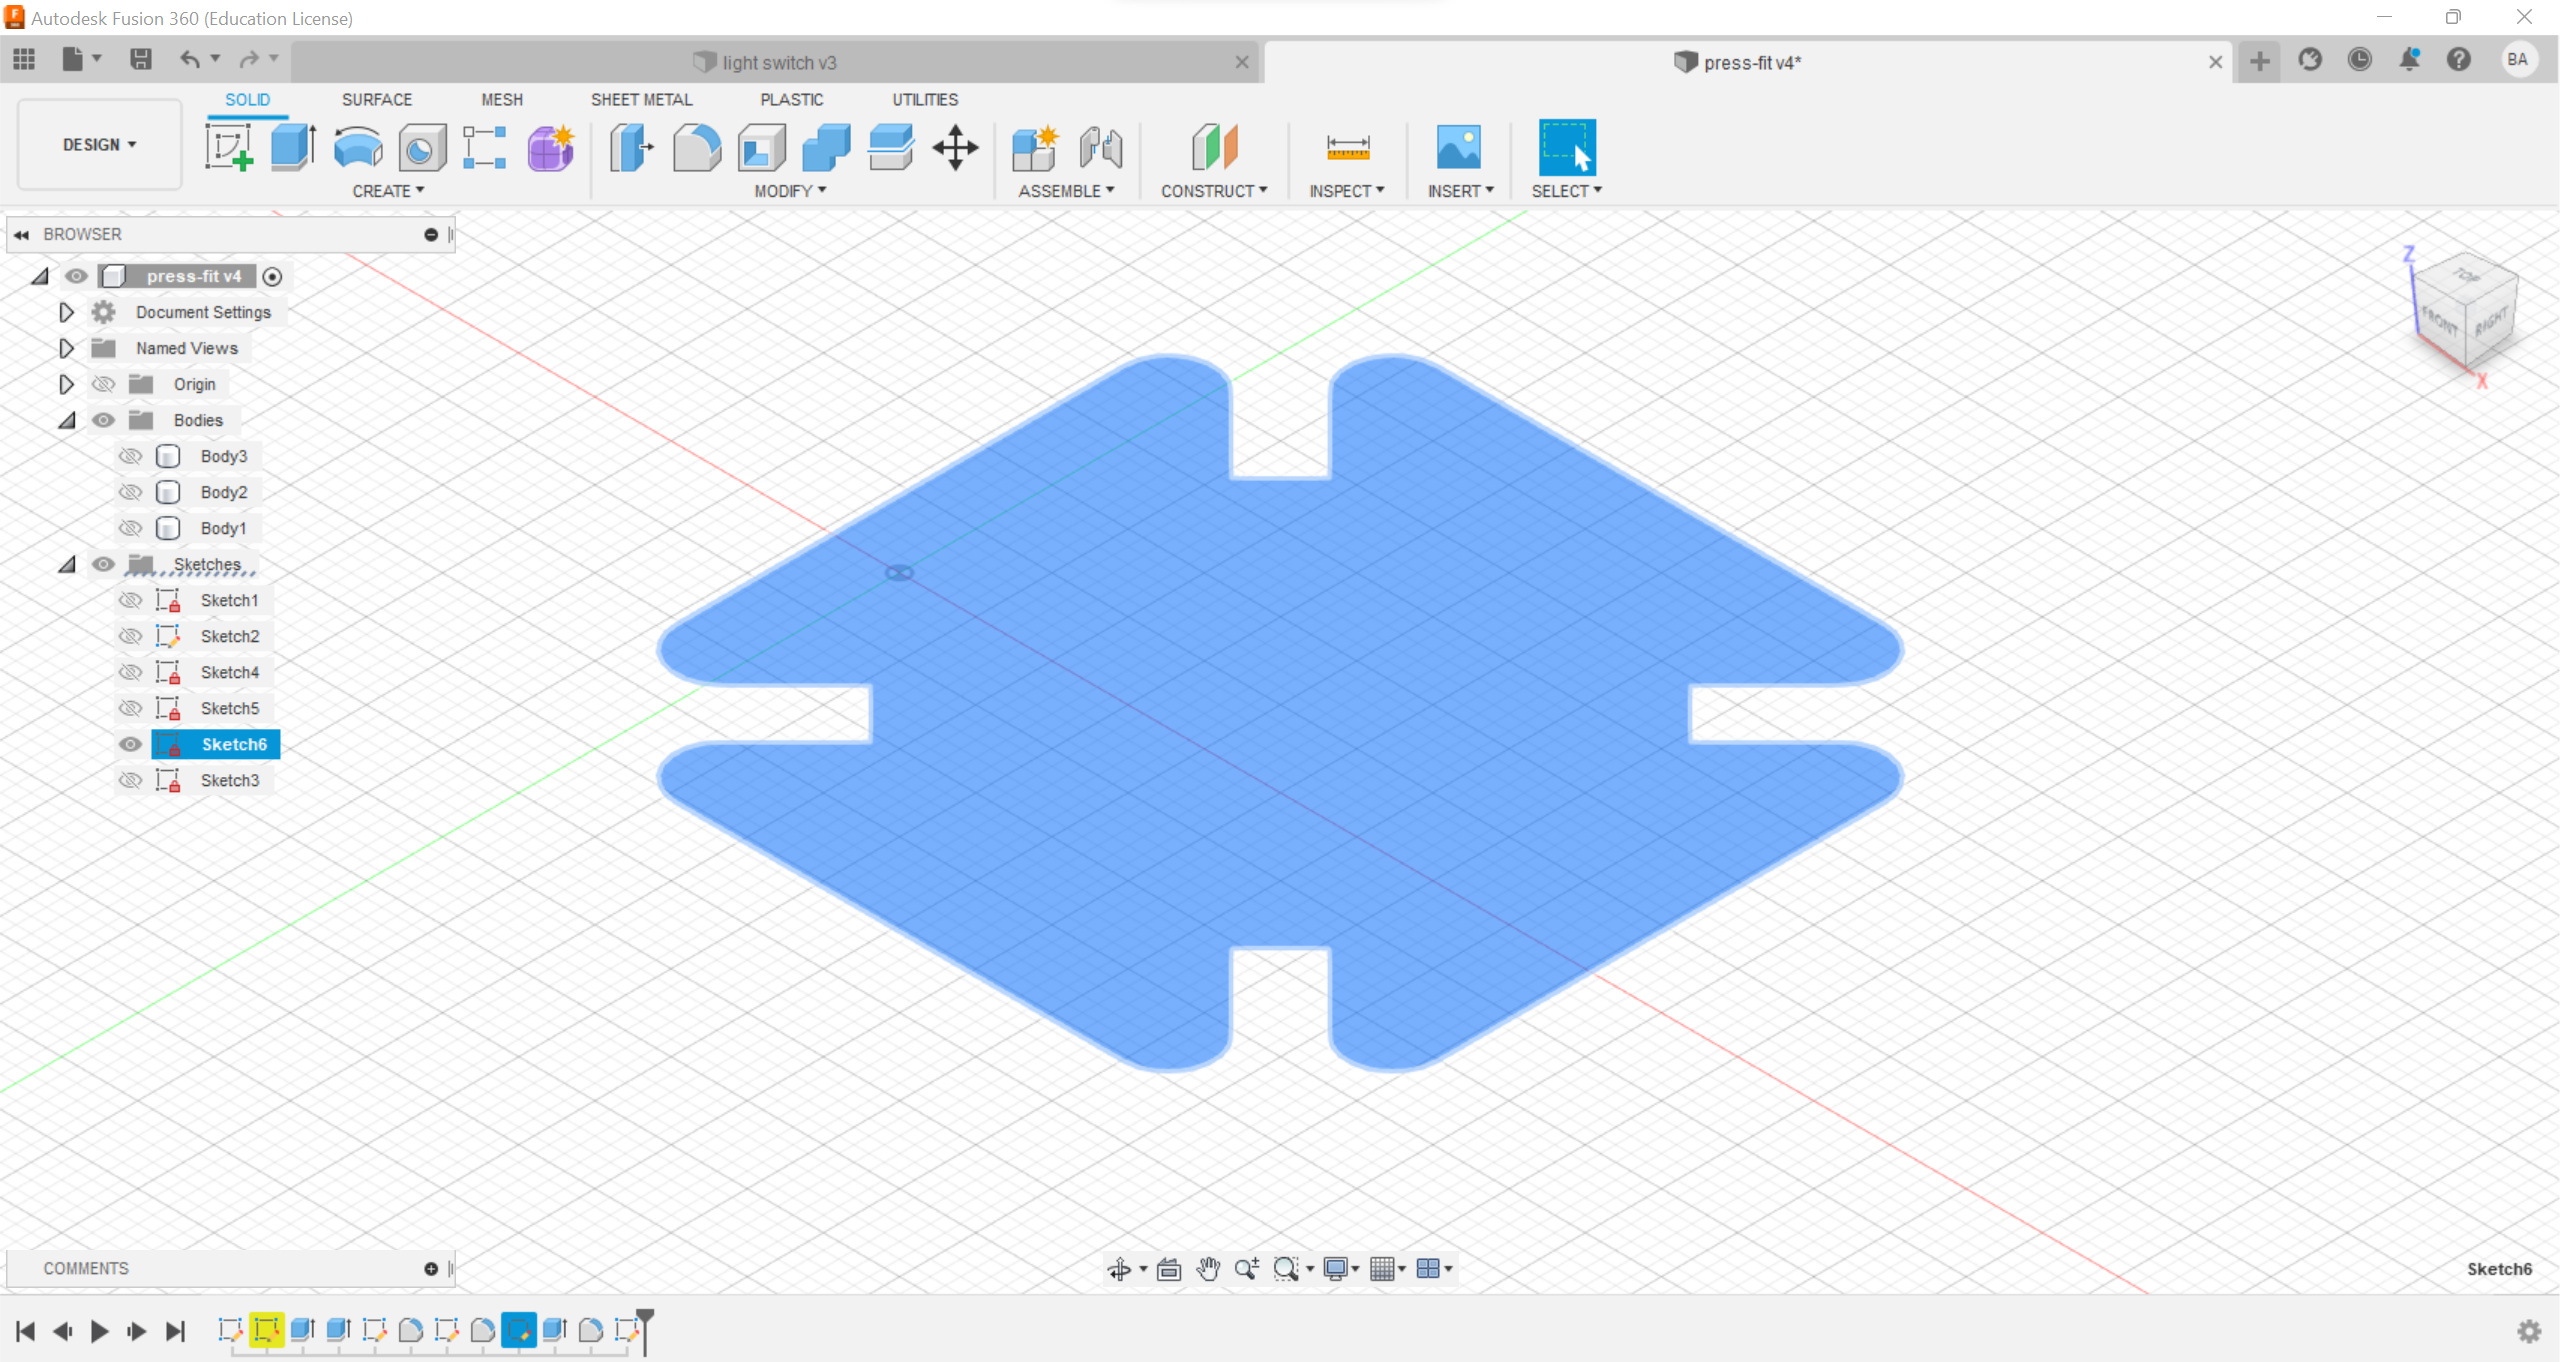 Autodesk Fusion 360 (Education License)
light switch v3
press-fit v4*
BA
SOLID SURFACE MESH SHEET METAL PLASTIC UTILITIES
DESIGN
CREATE MODIFY ASSEMBLE CONSTRUCT INSPECT INSERT SELECT
BROWSER
press-fit v4
Document Settings
Named Views
Origin
Bodies
Body3
Body2
Body1
Sketches
Sketch1
Sketch2
Sketch4
Sketch5
Sketch6
Sketch3
Z
TOP
FRONT
RIGHT
X
COMMENTS
Sketch6